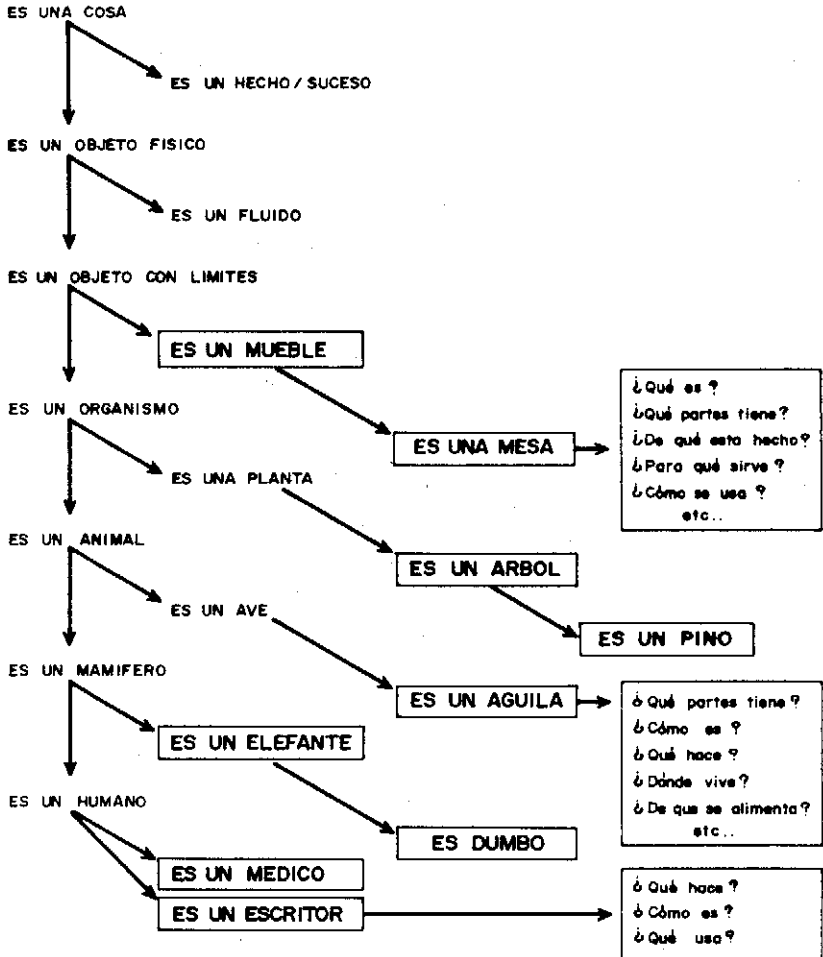 ES UNA COSA
ES UN HECHO/SUCESO
ES UN OBJETO FISICO
ES UN FLUIDO
ES UN OBJETO CON LIMITES
ES UN MUEBLE
¿Qué es?
¿Qué partes tiene?
¿De qué esta hecho?
¿Para qué sirve?
¿Cómo se usa?
etc..
ES UN ORGANISMO
ES UNA MESA
ES UNA PLANTA
ES UN ANIMAL
ES UN ARBOL
ES UN AVE
ES UN PINO
ES UN MAMIFERO
ES UN AGUILA
¿Qué partes tiene?
¿Cómo es?
¿Qué hace?
¿Dónde vive?
¿De que se alimenta?
etc..
ES UN ELEFANTE
ES UN HUMANO
ES DUMBO
ES UN MEDICO
ES UN ESCRITOR
¿Qué hace?
¿Cómo es?
¿Qué usa?